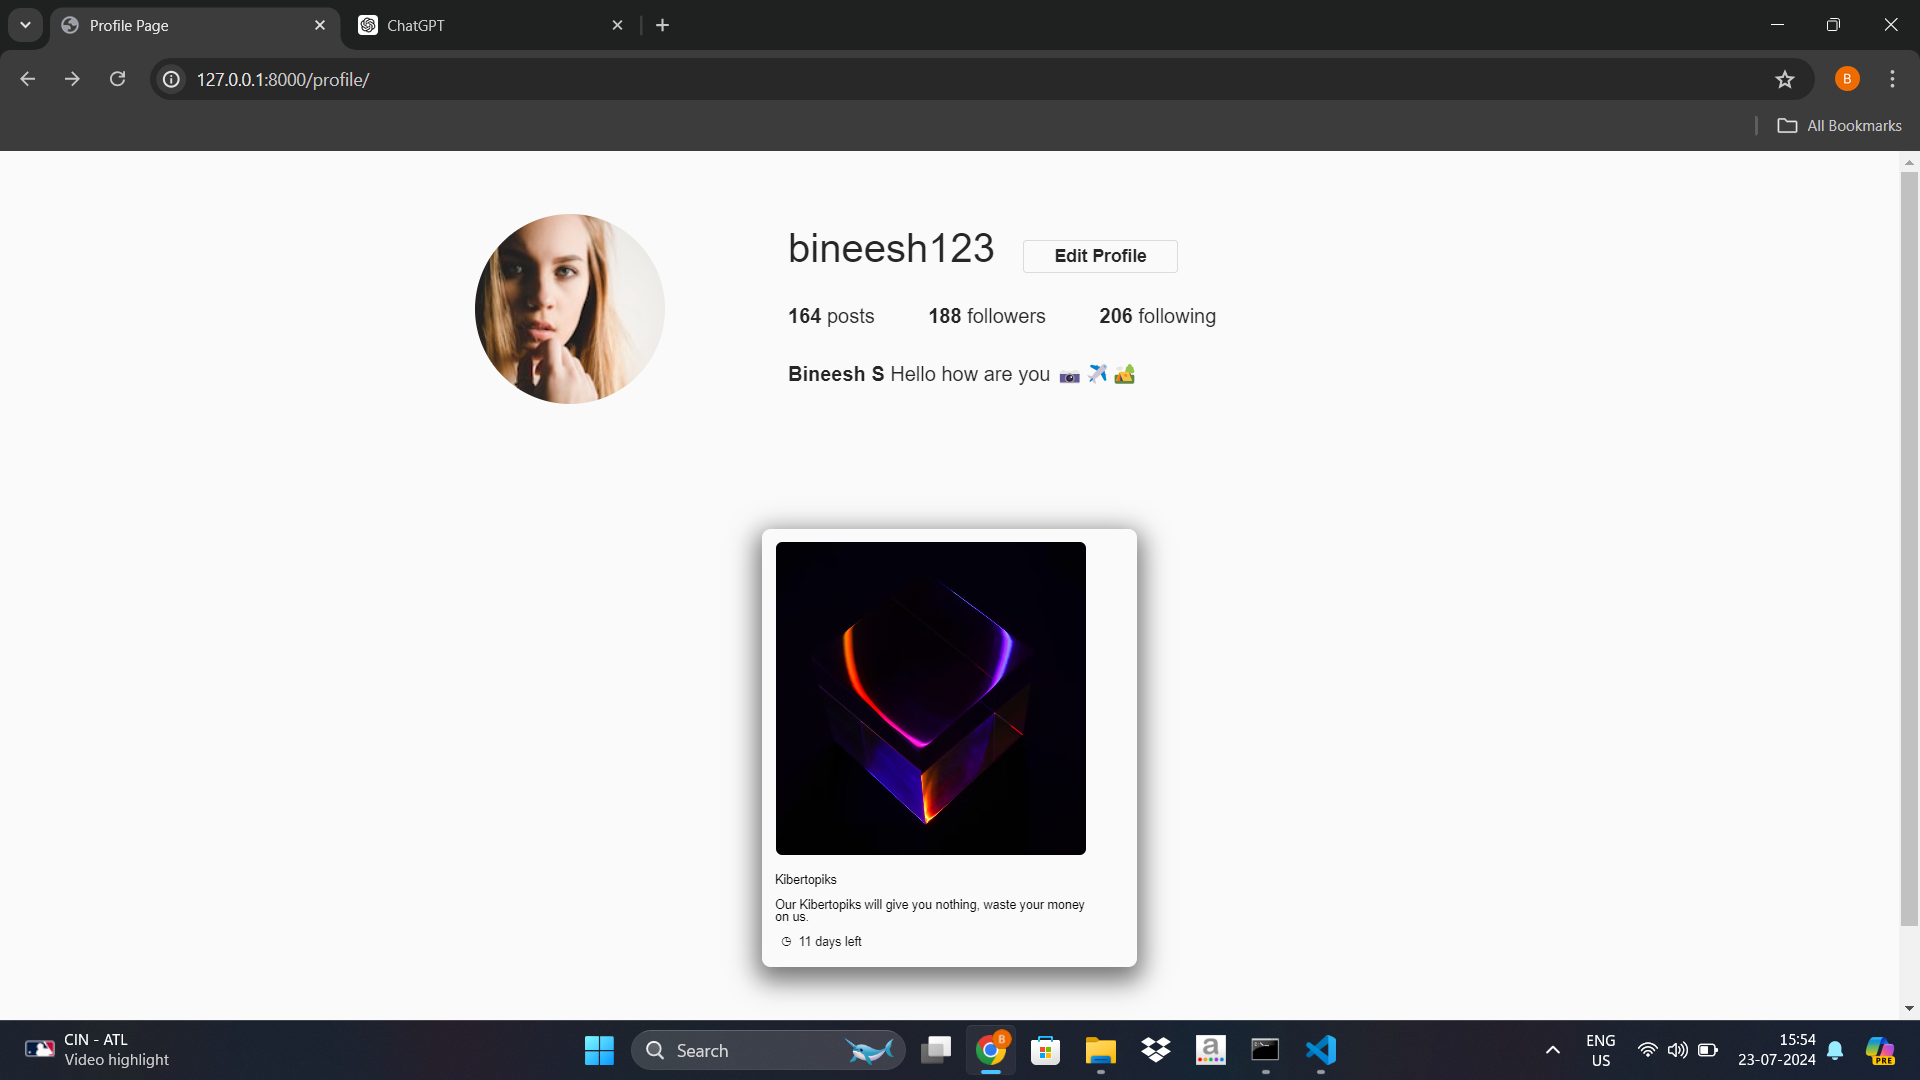 Profile Page
ChatGPT
127.0.0.1:8000/profile/
B
All Bookmarks
bineesh123
Edit Profile
164 posts 188 followers 206 following
Bineesh S Hello how are you
Kibertopiks
Our Kibertopiks will give you nothing, waste your money
on us.
11 days left
CIN - ATL
Video highlight
Search
B
a
ENG
US
15:54
23-07-2024
PRE